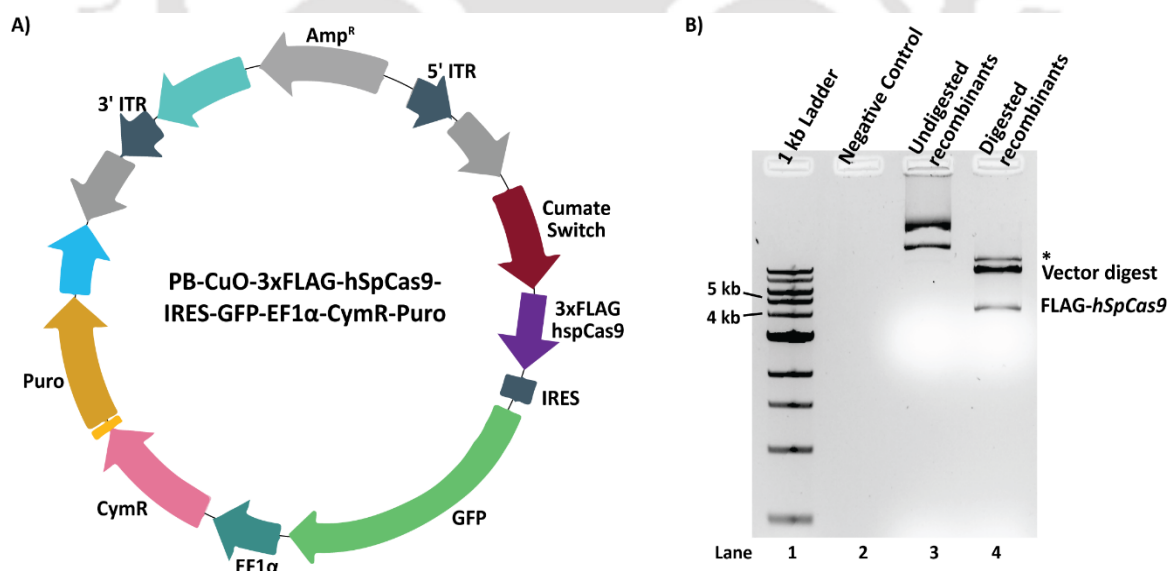 A)
Amp^R
5' ITR
3' ITR
Cumate
Switch
PB-CuO-3xFLAG-hSpCas9-
IRES-GFP-EF1α-CymR-Puro
3xFLAG
hspCas9
IRES
Puro
CymR
GFP
EF1α
B)
1 kb Ladder
Negative Control
Undigested
recombinants
Digested
recombinants
*
Vector digest
5 kb
4 kb
FLAG-hSpCas9
Lane 1 2 3 4